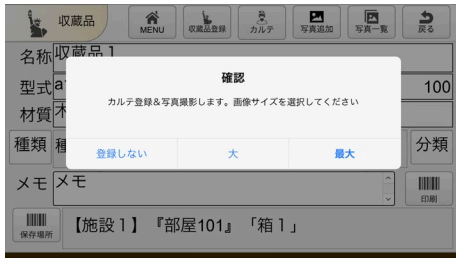 収蔵品
MENU
収蔵品登録
カルテ
写真追加
写真一覧
戻る
名称
収蔵品1
型式
a
100
材質
木
確認
カルテ登録&写真撮影します。画像サイズを選択してください
登録しない
大
最大
種類
種
分類
メモ
メモ
印刷
保存場所
【施設1】『部屋101』「箱1」